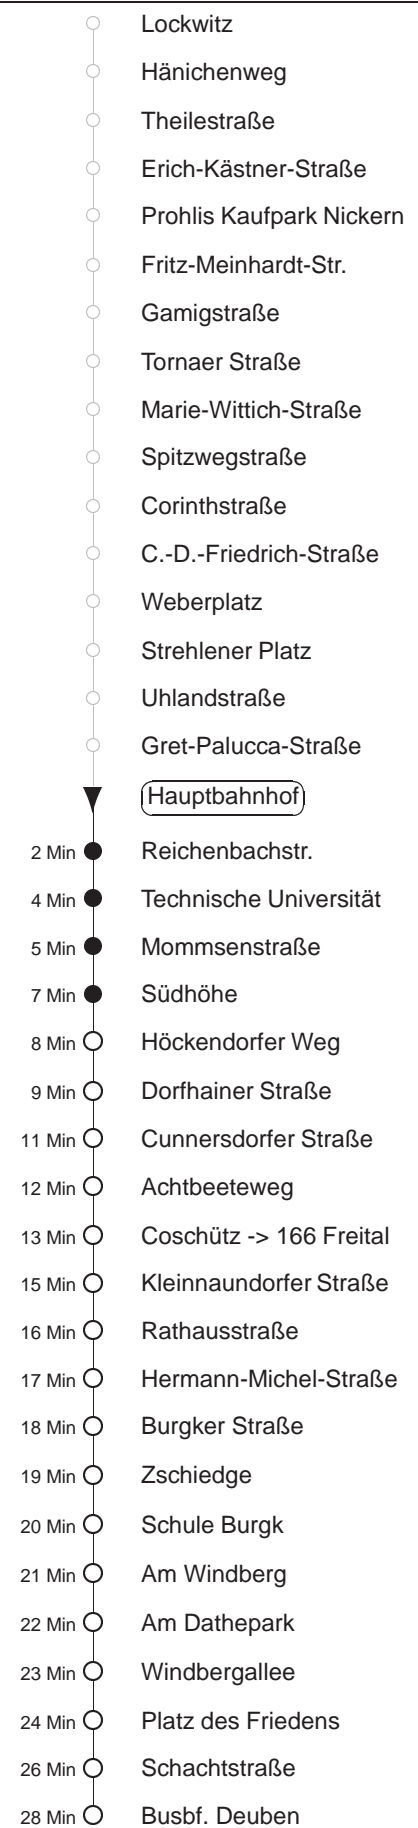 Lockwitz
Hänichenweg
Theilestraße
Erich-Kästner-Straße
Prohlis Kaufpark Nickern
Fritz-Meinhardt-Str.
Gamigstraße
Tornaer Straße
Marie-Wittich-Straße
Spitzwegstraße
Corinthstraße
C.-D.-Friedrich-Straße
Weberplatz
Strehlener Platz
Uhlandstraße
Gret-Palucca-Straße
Hauptbahnhof
2 Min Reichenbachstr.
4 Min Technische Universität
5 Min Mommsenstraße
7 Min Südhöhe
8 Min Höckendorfer Weg
9 Min Dorfhainer Straße
11 Min Cunnersdorfer Straße
12 Min Achtbeeteweg
13 Min Coschütz -> 166 Freital
15 Min Kleinnaundorfer Straße
16 Min Rathausstraße
17 Min Hermann-Michel-Straße
18 Min Burgker Straße
19 Min Zschiedge
20 Min Schule Burgk
21 Min Am Windberg
22 Min Am Dathepark
23 Min Windbergallee
24 Min Platz des Friedens
26 Min Schachtstraße
28 Min Busbf. Deuben